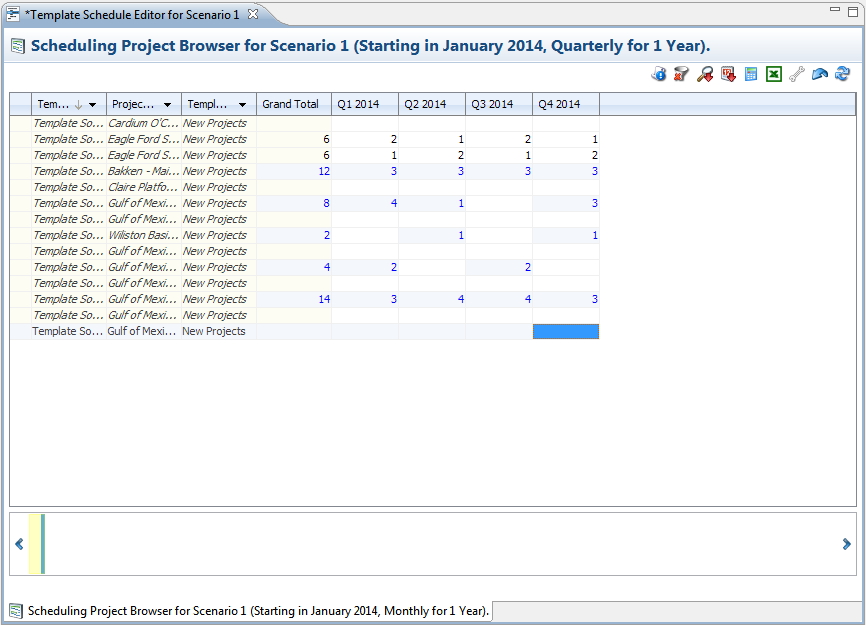 *Template Schedule Editor for Scenario 1
Scheduling Project Browser for Scenario 1 (Starting in January 2014, Quarterly for 1 Year).
Tem... Projec... Templ... Grand Total Q1 2014 Q2 2014 Q3 2014 Q4 2014
Template So... Cardium O'C... New Projects
Template So... Eagle Ford S... New Projects 6 2 1 2 1
Template So... Eagle Ford S... New Projects 6 1 2 1 2
Template So... Bakken - Mai... New Projects 12 3 3 3 3
Template So... Claire Platfo... New Projects
Template So... Gulf of Mexi... New Projects 8 4 1 3
Template So... Gulf of Mexi... New Projects
Template So... Wiliston Basi... New Projects 2 1 1
Template So... Gulf of Mexi... New Projects
Template So... Gulf of Mexi... New Projects 4 2 2
Template So... Gulf of Mexi... New Projects
Template So... Gulf of Mexi... New Projects 14 3 4 4 3
Template So... Gulf of Mexi... New Projects
Template So... Gulf of Mexi... New Projects
Scheduling Project Browser for Scenario 1 (Starting in January 2014, Monthly for 1 Year).